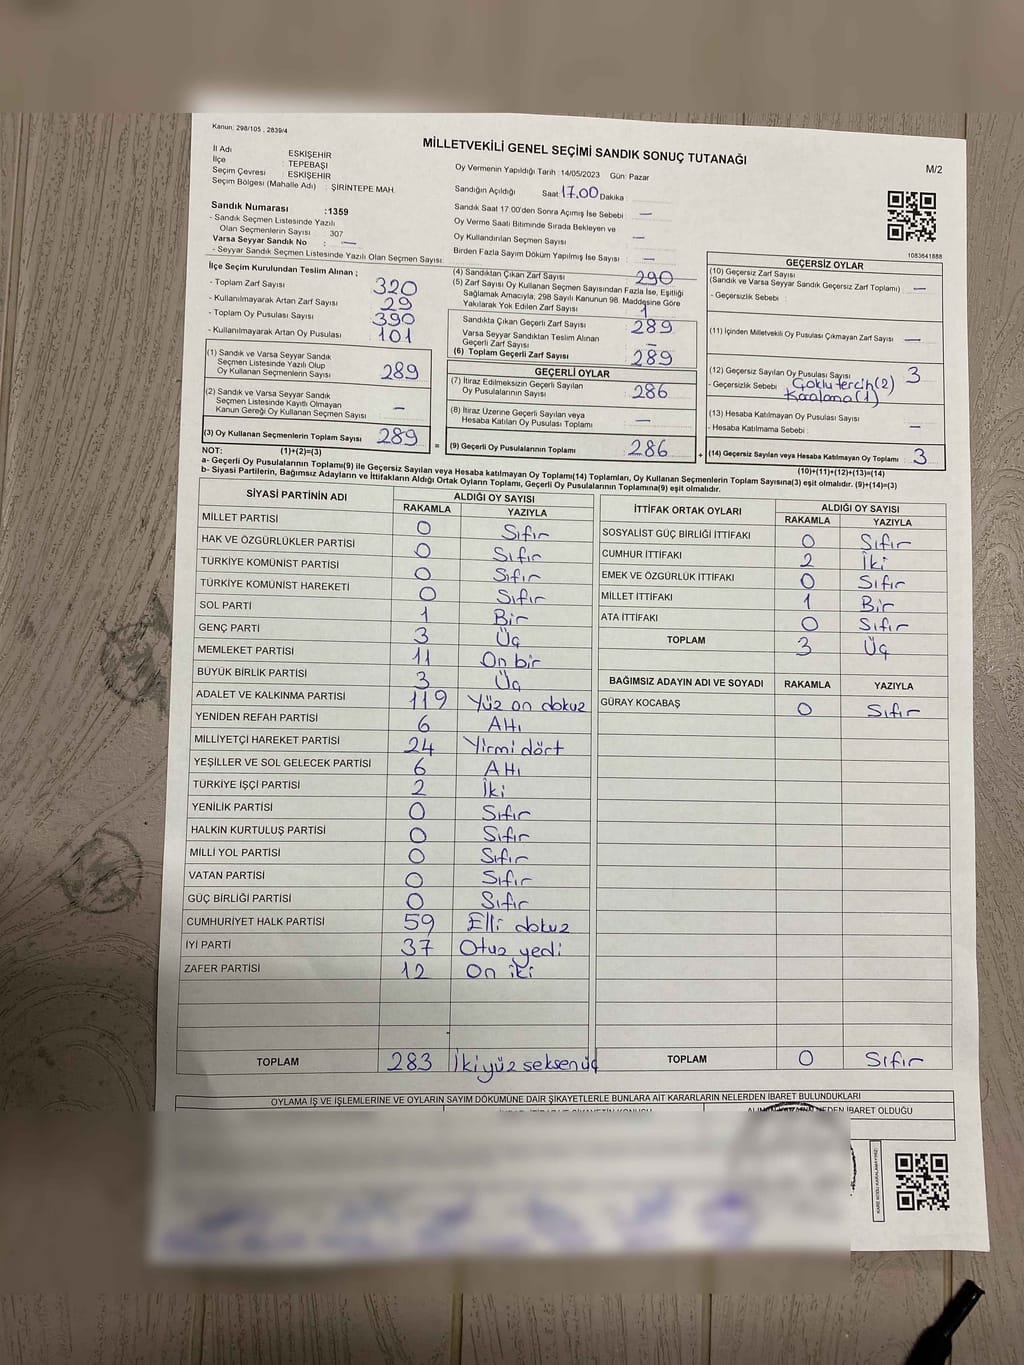 Kanun: 298/105 , 2839/4
MİLLETVEKİLİ GENEL SEÇİMİ SANDIK SONUÇ TUTANAĞI
M/2
İl Adı : ESKİŞEHİR
İlçe : TEPEBAŞI
Seçim Çevresi : ESKİŞEHİR
Seçim Bölgesi (Mahalle Adı) : ŞİRİNTEPE MAH.
Oy Vermenin Yapıldığı Tarih : 14/05/2023 Gün: Pazar
Sandığın Açıldığı Saat: 17.00 Dakika :
Sandık Saat 17:00'den Sonra Açımış İse Sebebi : —
Oy Verme Saati Bitiminde Sırada Bekleyen ve
Oy Kullandırılan Seçmen Sayısı : —
Birden Fazla Sayım Döküm Yapılmış İse Sayısı : —
Sandık Numarası :1359
- Sandık Seçmen Listesinde Yazılı
Olan Seçmenlerin Sayısı 307
Varsa Seyyar Sandık No : —
- Seyyar Sandık Seçmen Listesinde Yazılı Olan Seçmen Sayısı:
1083641888
İlçe Seçim Kurulundan Teslim Alınan ;
- Toplam Zarf Sayısı : 320
- Kullanılmayarak Artan Zarf Sayısı : 29
- Toplam Oy Pusulası Sayısı : 390
- Kullanılmayarak Artan Oy Pusulası : 101
(1) Sandık ve Varsa Seyyar Sandık
Seçmen Listesinde Yazılı Olup
Oy Kullanan Seçmenlerin Sayısı : 289
(2) Sandık ve Varsa Seyyar Sandık
Seçmen Listesinde Kayıtlı Olmayan
Kanun Gereği Oy Kullanan Seçmen Sayısı : —
(3) Oy Kullanan Seçmenlerin Toplam Sayısı : 289
(4) Sandıktan Çıkan Zarf Sayısı : 290
(5) Zarf Sayısı Oy Kullanan Seçmen Sayısından Fazla İse, Eşitliği
Sağlamak Amacıyla, 298 Sayılı Kanunun 98. Maddesine Göre
Yakılarak Yok Edilen Zarf Sayısı : 1
Sandıkta Çıkan Geçerli Zarf Sayısı : 289
Varsa Seyyar Sandıktan Teslim Alınan
Geçerli Zarf Sayısı : —
(6) Toplam Geçerli Zarf Sayısı : 289
GEÇERLİ OYLAR
(7) İtiraz Edilmeksizin Geçerli Sayılan
Oy Pusulalarının Sayısı : 286
(8) İtiraz Üzerine Geçerli Sayılan veya
Hesaba Katılan Oy Pusulası Toplamı : —
= (9) Geçerli Oy Pusulalarının Toplamı : 286
GEÇERSİZ OYLAR
(10) Geçersiz Zarf Sayısı
(Sandık ve Varsa Seyyar Sandık Geçersiz Zarf Toplamı) : —
- Geçersizlik Sebebi :
(11) İçinden Milletvekili Oy Pusulası Çıkmayan Zarf Sayısı : —
(12) Geçersiz Sayılan Oy Pusulası Sayısı : 3
- Geçersizlik Sebebi : Çoklu tercih(2)
Karalama(1)
(13) Hesaba Katılmayan Oy Pusulası Sayısı : —
- Hesaba Katılmama Sebebi :
+ (14) Geçersiz Sayılan veya Hesaba Katılmayan Oy Toplamı : 3
NOT: (1)+(2)=(3)
(10)+(11)+(12)+(13)=(14)
a- Geçerli Oy Pusulalarının Toplamı(9) ile Geçersiz Sayılan veya Hesaba katılmayan Oy Toplamı(14) Toplamları, Oy Kullanan Seçmenlerin Toplam Sayısına(3) eşit olmalıdır. (9)+(14)=(3)
b- Siyasi Partilerin, Bağımsız Adayların ve İttifakların Aldığı Ortak Oyların Toplamı, Geçerli Oy Pusulalarının Toplamına(9) eşit olmalıdır.
SİYASİ PARTİNİN ADI ALDIĞI OY SAYISI
RAKAMLA YAZIYLA
MİLLET PARTİSİ 0 Sıfır
HAK VE ÖZGÜRLÜKLER PARTİSİ 0 Sıfır
TÜRKİYE KOMÜNİST PARTİSİ 0 Sıfır
TÜRKİYE KOMÜNİST HAREKETİ 0 Sıfır
SOL PARTİ 1 Bir
GENÇ PARTİ 3 Üç
MEMLEKET PARTİSİ 11 On bir
BÜYÜK BİRLİK PARTİSİ 3 Üç
ADALET VE KALKINMA PARTİSİ 119 Yüz on dokuz
YENİDEN REFAH PARTİSİ 6 Altı
MİLLİYETÇİ HAREKET PARTİSİ 24 Yirmi dört
YEŞİLLER VE SOL GELECEK PARTİSİ 6 Altı
TÜRKİYE İŞÇİ PARTİSİ 2 İki
YENİLİK PARTİSİ 0 Sıfır
HALKIN KURTULUŞ PARTİSİ 0 Sıfır
MİLLİ YOL PARTİSİ 0 Sıfır
VATAN PARTİSİ 0 Sıfır
GÜÇ BİRLİĞİ PARTİSİ 0 Sıfır
CUMHURİYET HALK PARTİSİ 59 Elli dokuz
İYİ PARTİ 37 Otuz yedi
ZAFER PARTİSİ 12 On iki
TOPLAM 283 İki yüz seksen üç
İTTİFAK ORTAK OYLARI ALDIĞI OY SAYISI
RAKAMLA YAZIYLA
SOSYALİST GÜÇ BİRLİĞİ İTTİFAKI 0 Sıfır
CUMHUR İTTİFAKI 2 İki
EMEK VE ÖZGÜRLÜK İTTİFAKI 0 Sıfır
MİLLET İTTİFAKI 1 Bir
ATA İTTİFAKI 0 Sıfır
TOPLAM 3 Üç
BAĞIMSIZ ADAYIN ADI VE SOYADI RAKAMLA YAZIYLA
GÜRAY KOCABAŞ 0 Sıfır
TOPLAM 0 Sıfır
OYLAMA İŞ VE İŞLEMLERİNE VE OYLARIN SAYIM DÖKÜMÜNE DAİR ŞİKAYETLERLE BUNLARA AİT KARARLARIN NELERDEN İBARET BULUNDUKLARI
NEDEN İBARET OLDUĞU